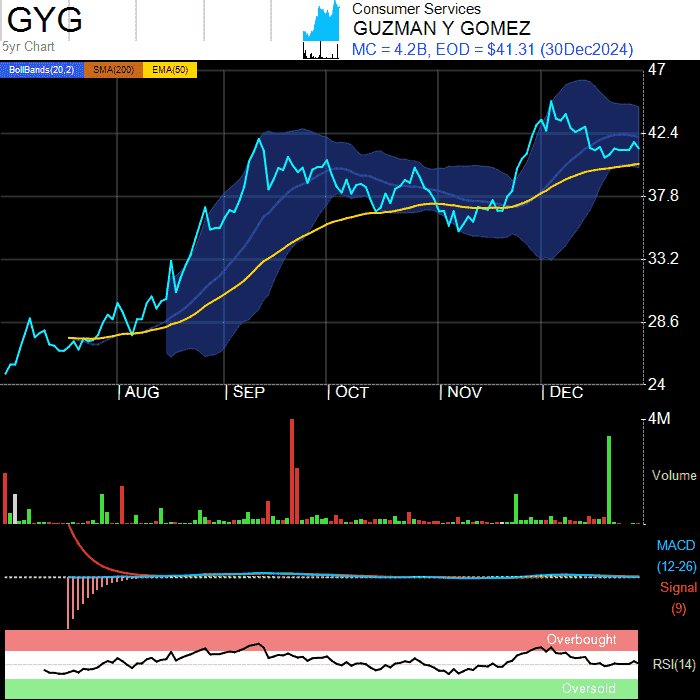 GYG
5yr Chart
Consumer Services
GUZMAN Y GOMEZ
MC = 4.2B, EOD = $41.31 (30Dec2024)
BollBands(20,2) SMA(200) EMA(50)
47
42.4
37.8
33.2
28.6
24
AUG SEP OCT NOV DEC
4M
Volume
MACD
(12-26)
Signal
(9)
Overbought
RSI(14)
Oversold